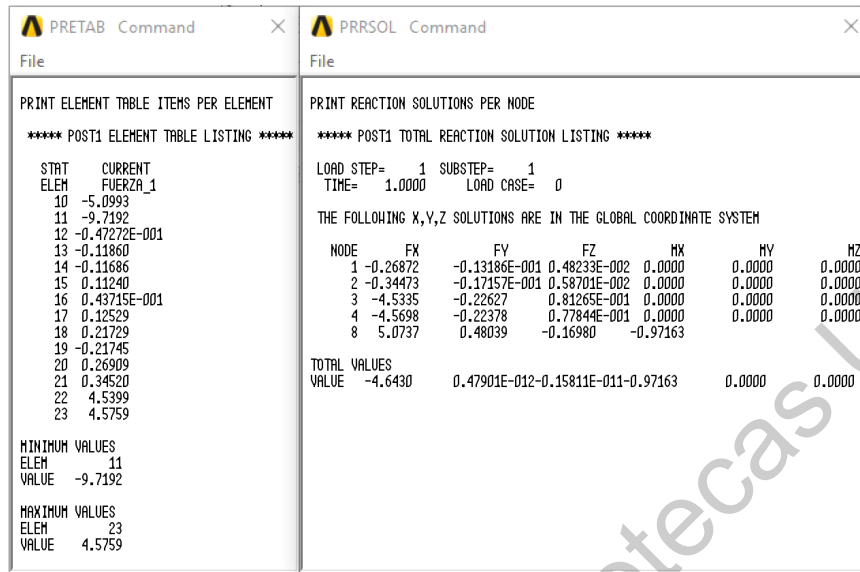 PRETAB Command
File
PRINT ELEMENT TABLE ITEMS PER ELEMENT
***** POST1 ELEMENT TABLE LISTING *****
STAT CURRENT
ELEM FUERZA_1
10 -5.0993
11 -9.7192
12 -0.47272E-001
13 -0.11860
14 -0.11686
15 0.11240
16 0.43715E-001
17 0.12529
18 0.21729
19 -0.21745
20 0.26909
21 0.34520
22 4.5399
23 4.5759
MINIMUM VALUES
ELEM 11
VALUE -9.7192
MAXIMUM VALUES
ELEM 23
VALUE 4.5759
PRRSOL Command
File
PRINT REACTION SOLUTIONS PER NODE
***** POST1 TOTAL REACTION SOLUTION LISTING *****
LOAD STEP= 1 SUBSTEP= 1
TIME= 1.0000 LOAD CASE= 0
THE FOLLOWING X,Y,Z SOLUTIONS ARE IN THE GLOBAL COORDINATE SYSTEM
NODE FX FY FZ MX MY MZ
1 -0.26872 -0.13186E-001 0.48233E-002 0.0000 0.0000 0.0000
2 -0.34473 -0.17157E-001 0.58701E-002 0.0000 0.0000 0.0000
3 -4.5335 -0.22627 0.81265E-001 0.0000 0.0000 0.0000
4 -4.5698 -0.22378 0.77844E-001 0.0000 0.0000 0.0000
8 5.0737 0.48039 -0.16980 -0.97163
TOTAL VALUES
VALUE -4.6430 0.47901E-012-0.15811E-011-0.97163 0.0000 0.0000